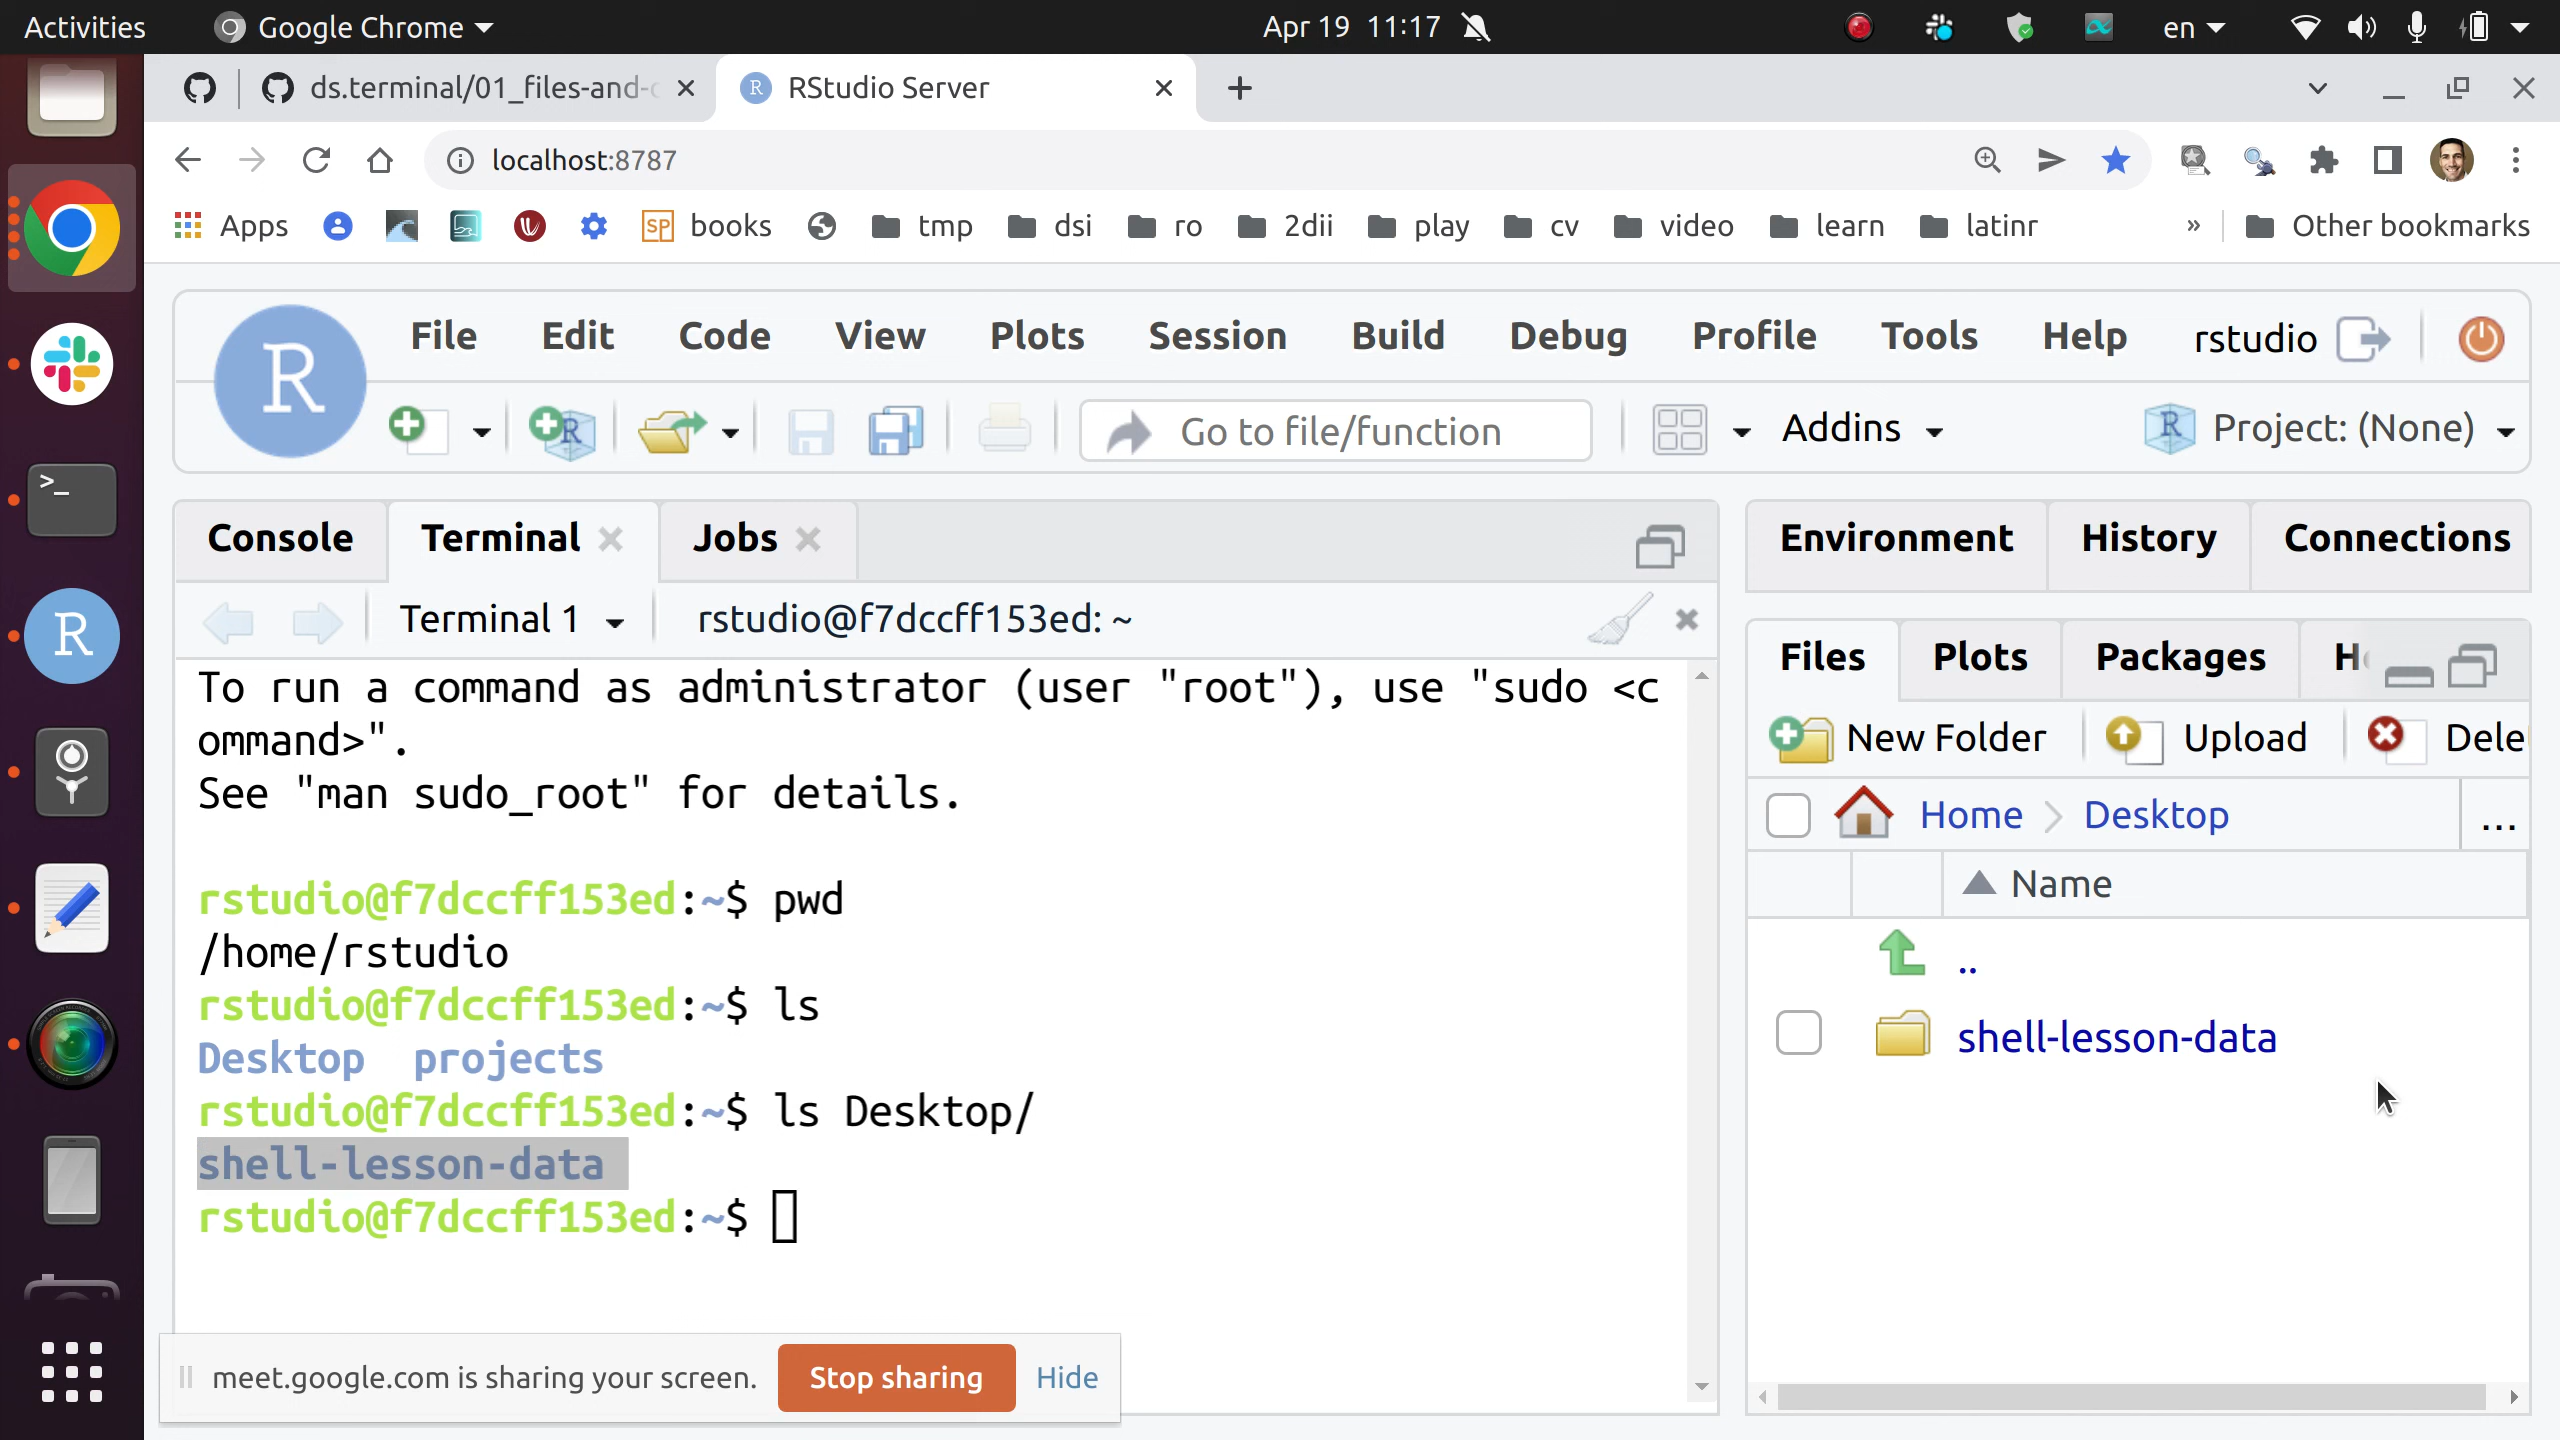 Activities Google Chrome Apr 19 11:17 en
ds.terminal/01_files-and- RStudio Server
localhost:8787
Apps SP books tmp dsi ro 2dii play cv video learn latinr » Other bookmarks
R File Edit Code View Plots Session Build Debug Profile Tools Help rstudio
Go to file/function Addins Project: (None)
Console Terminal Jobs
Environment History Connections
Terminal 1 rstudio@f7dccff153ed: ~
Files Plots Packages
New Folder Upload Dele
Home Desktop ...
Name
..
shell-lesson-data
To run a command as administrator (user "root"), use "sudo <c
ommand>".
See "man sudo_root" for details.
rstudio@f7dccff153ed:~$ pwd
/home/rstudio
rstudio@f7dccff153ed:~$ ls
Desktop projects
rstudio@f7dccff153ed:~$ ls Desktop/
shell-lesson-data
rstudio@f7dccff153ed:~$
meet.google.com is sharing your screen. Stop sharing Hide